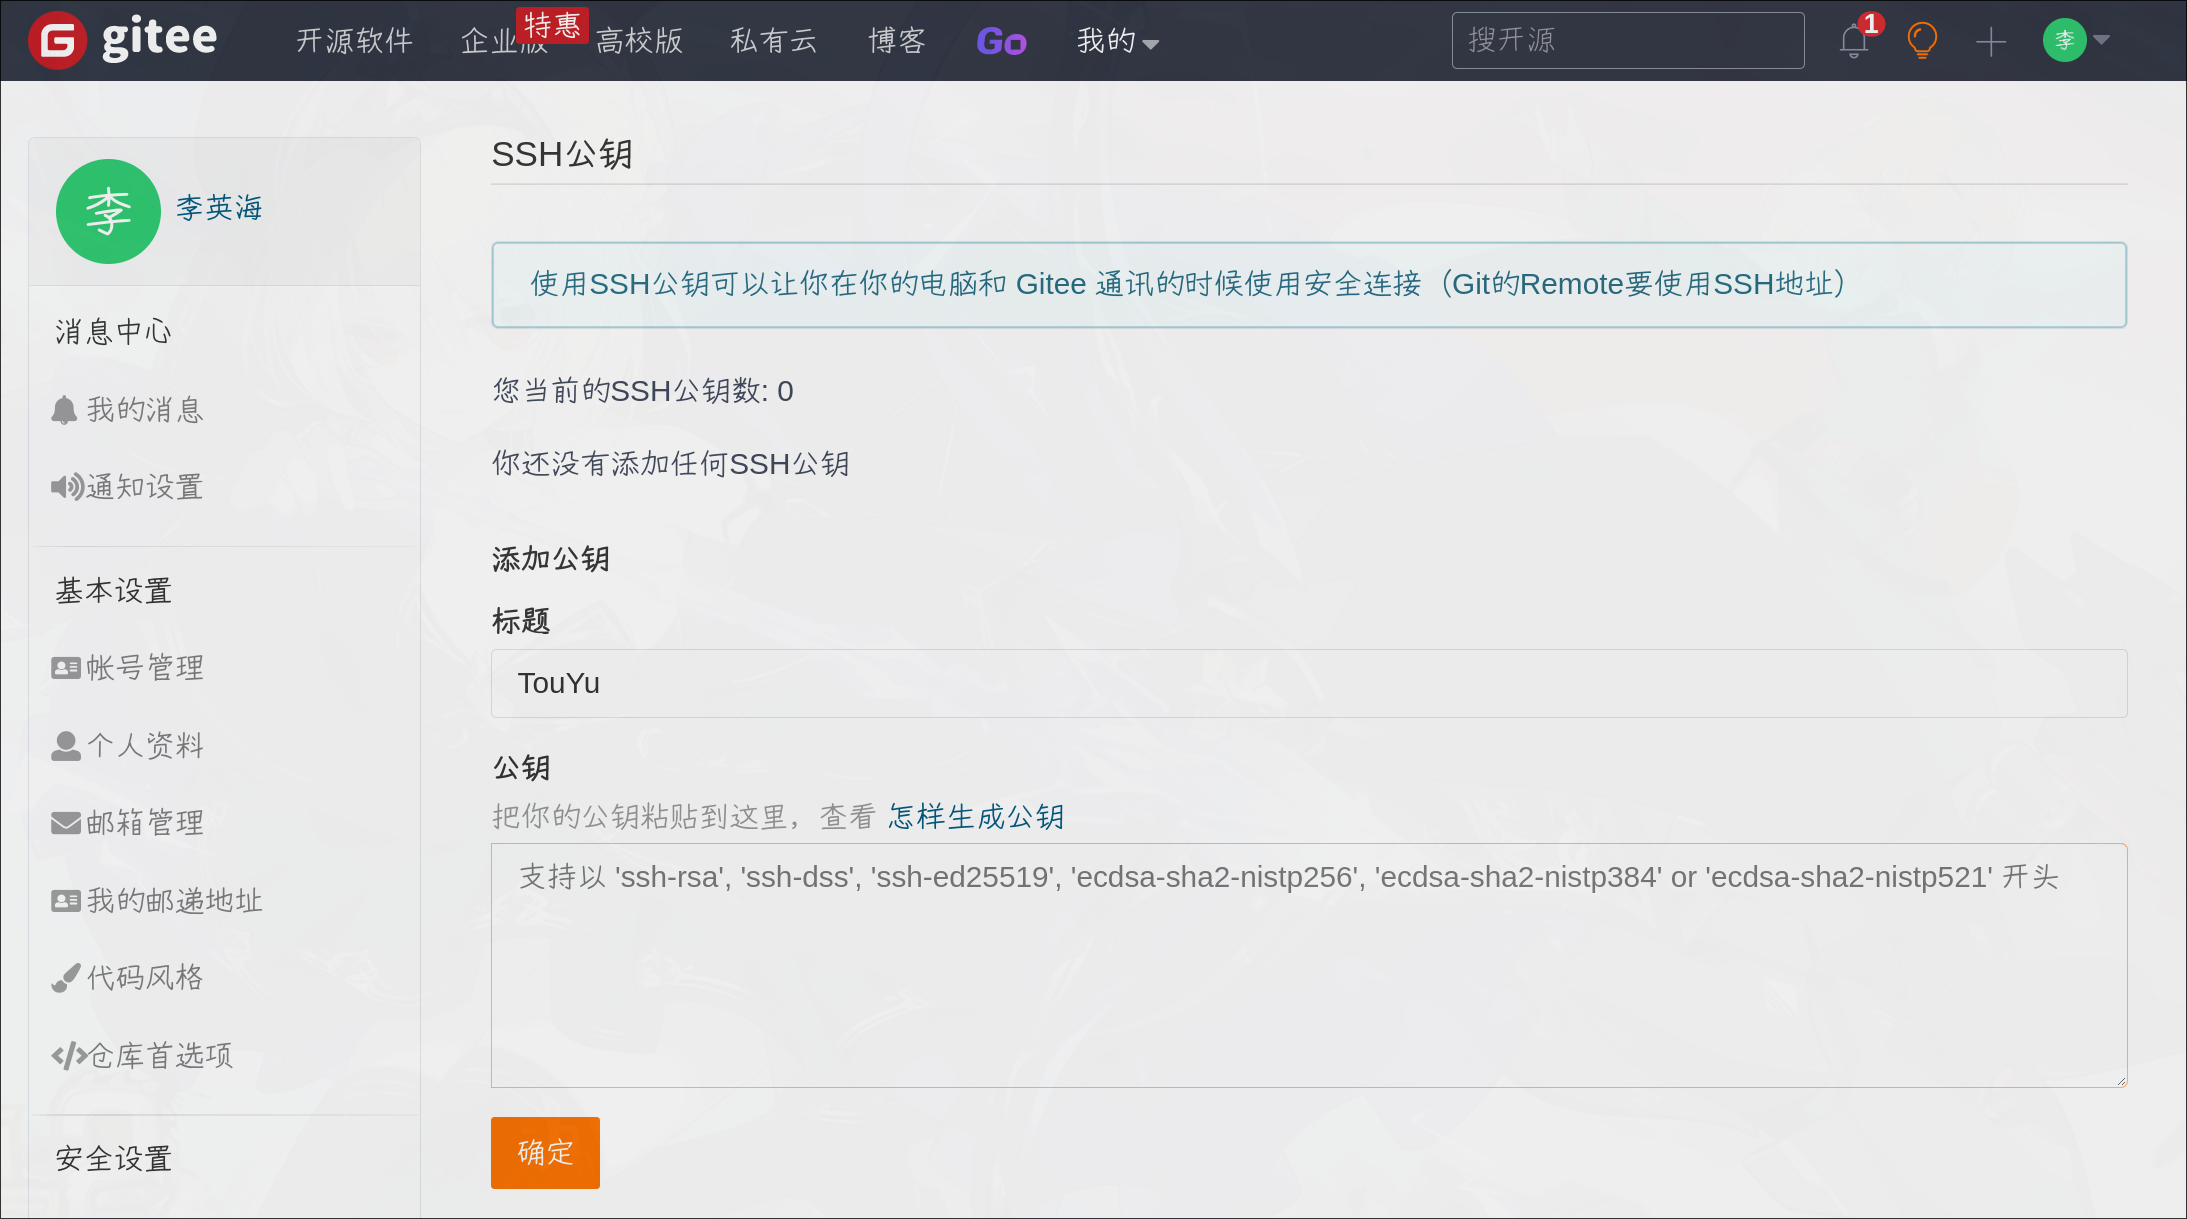 gitee
开源软件 企业版 特惠 高校版 私有云 博客 Go 我的 搜开源 1 李
李 李英海
消息中心
我的消息
通知设置
基本设置
帐号管理
个人资料
邮箱管理
我的邮递地址
代码风格
仓库首选项
安全设置
SSH公钥
使用SSH公钥可以让你在你的电脑和 Gitee 通讯的时候使用安全连接（Git的Remote要使用SSH地址）
您当前的SSH公钥数: 0
你还没有添加任何SSH公钥
添加公钥
标题
TouYu
公钥
把你的公钥粘贴到这里，查看 怎样生成公钥
支持以 'ssh-rsa', 'ssh-dss', 'ssh-ed25519', 'ecdsa-sha2-nistp256', 'ecdsa-sha2-nistp384' or 'ecdsa-sha2-nistp521' 开头
确定